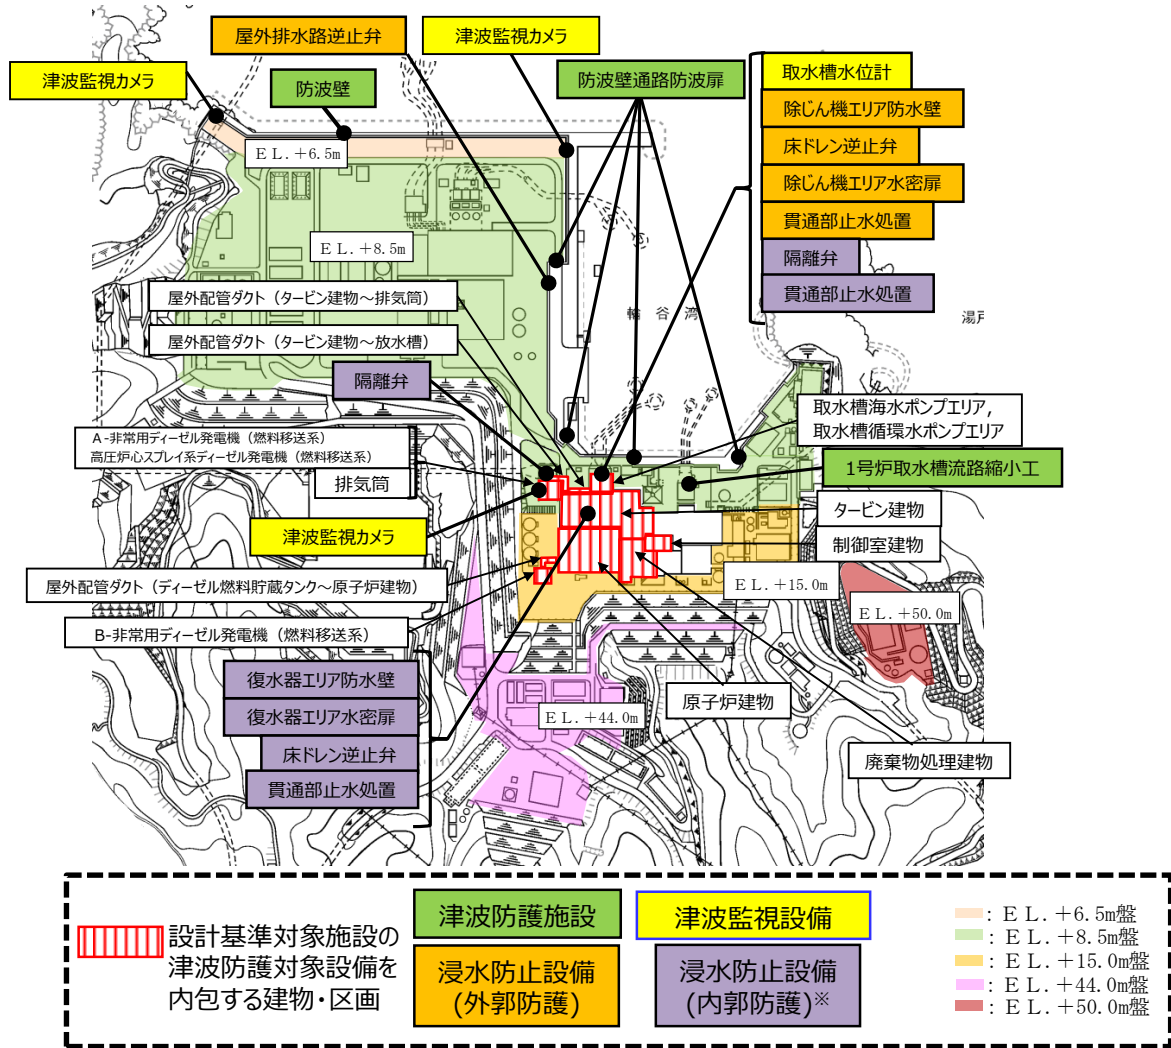 屋外排水路逆止弁
津波監視カメラ
津波監視カメラ
防波壁
防波壁通路防波扉
取水槽水位計
除じん機エリア防水壁
床ドレン逆止弁
除じん機エリア水密扉
貫通部止水処置
隔離弁
貫通部止水処置
EL.+6.5m
EL.+8.5m
輪谷湾
屋外配管ダクト（タービン建物～排気筒）
屋外配管ダクト（タービン建物～放水槽）
隔離弁
A-非常用ディーゼル発電機（燃料移送系）
高圧炉心スプレイ系ディーゼル発電機（燃料移送系）
排気筒
津波監視カメラ
屋外配管ダクト（ディーゼル燃料貯蔵タンク～原子炉建物）
B-非常用ディーゼル発電機（燃料移送系）
復水器エリア防水壁
復水器エリア水密扉
床ドレン逆止弁
貫通部止水処置
取水槽海水ポンプエリア,
取水槽循環水ポンプエリア
1号炉取水槽流路縮小工
タービン建物
制御室建物
EL.+15.0m
EL.+50.0m
原子炉建物
EL.+44.0m
廃棄物処理建物
設計基準対象施設の
津波防護対象設備を
内包する建物・区画
津波防護施設
津波監視設備
浸水防止設備
(外郭防護)
浸水防止設備
(内郭防護)※
：EL.+6.5m盤
：EL.+8.5m盤
：EL.+15.0m盤
：EL.+44.0m盤
：EL.+50.0m盤